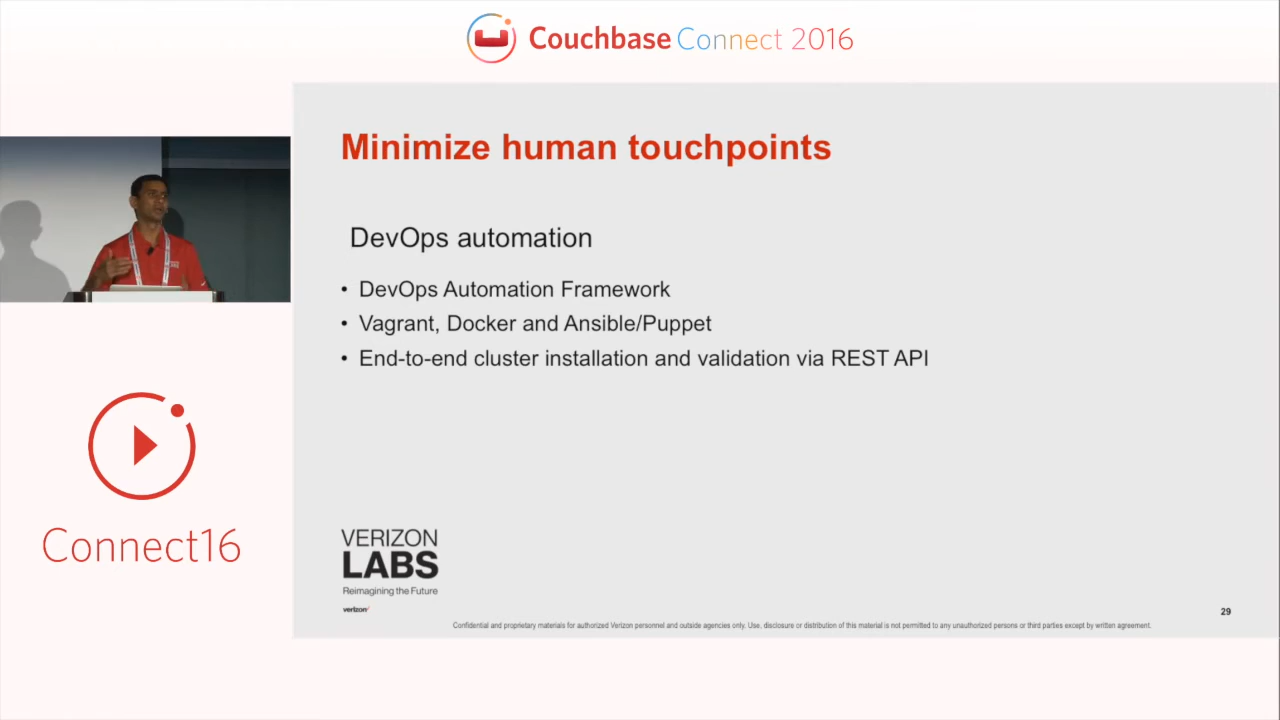 Couchbase Connect 2016
Minimize human touchpoints
DevOps automation
• DevOps Automation Framework
• Vagrant, Docker and Ansible/Puppet
• End-to-end cluster installation and validation via REST API
Connect16
VERIZON
LABS
Reimagining the Future
verizon✓
29
Confidential and proprietary materials for authorized Verizon personnel and outside agencies only. Use, disclosure or distribution of this material is not permitted to any unauthorized persons or third parties except by written agreement.